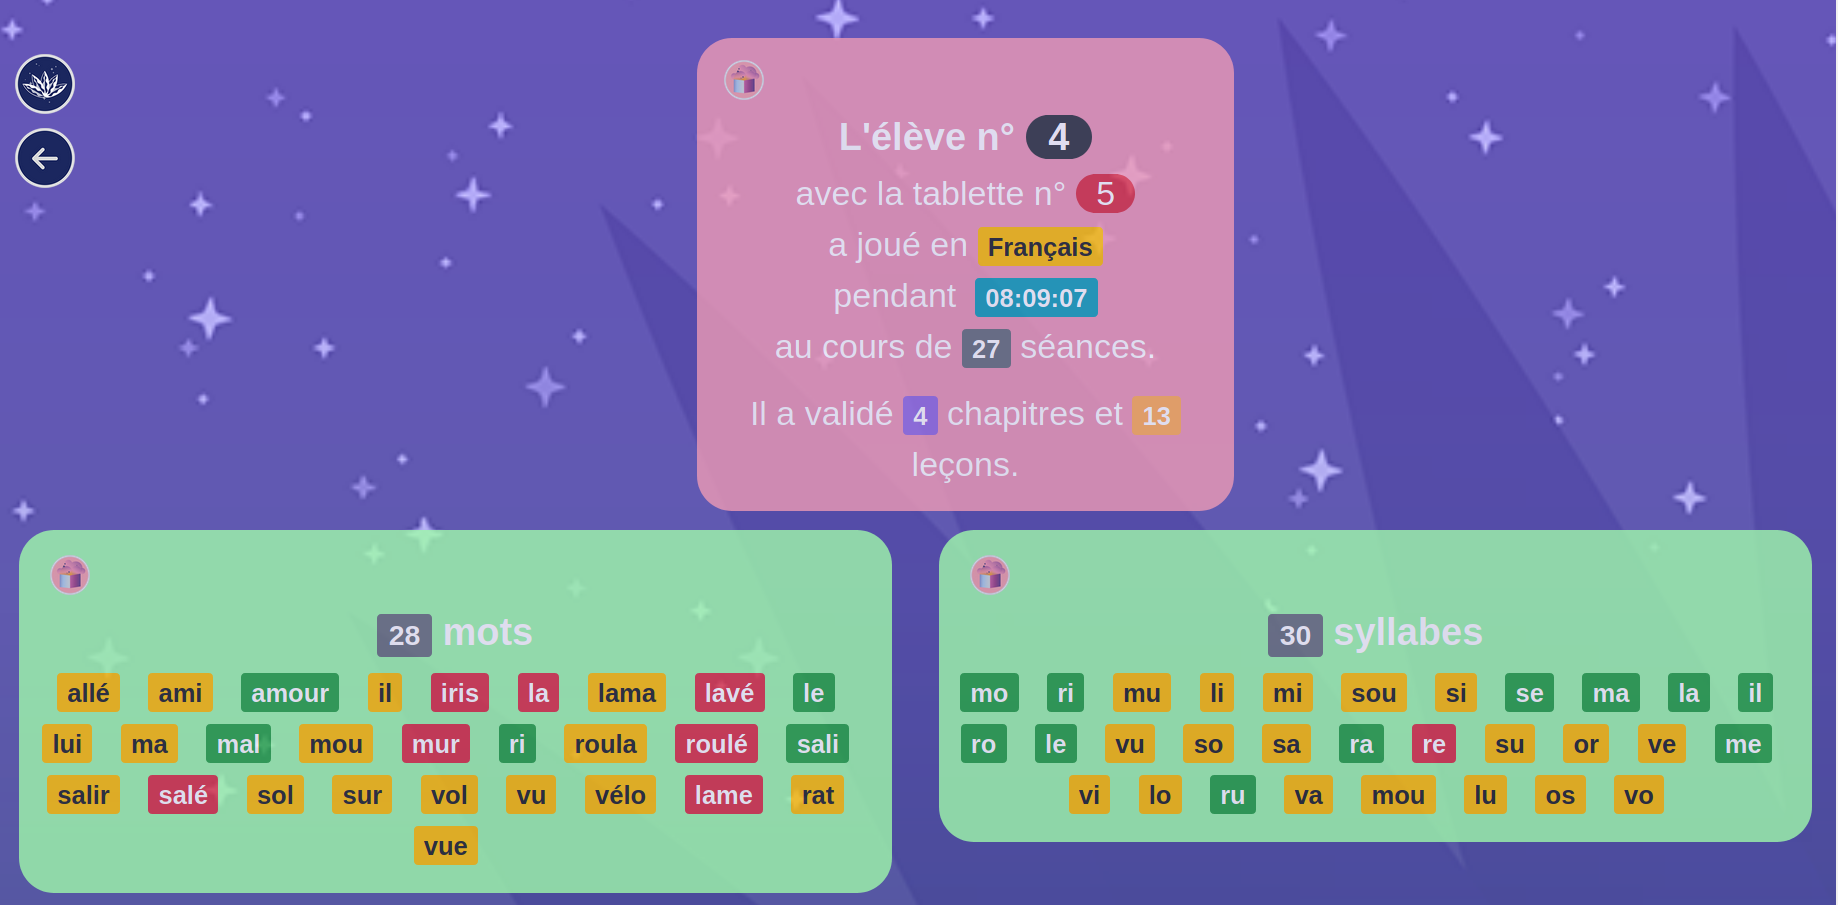 L'élève n° 4
avec la tablette n° 5
a joué en Français
pendant 08:09:07
au cours de 27 séances.
Il a validé 4 chapitres et 13
leçons.
28 mots
allé ami amour il iris la lama lavé le
lui ma mal mou mur ri roula roulé sali
salir salé sol sur vol vu vélo lame rat
vue
30 syllabes
mo ri mu li mi sou si se ma la il
ro le vu so sa ra re su or ve me
vi lo ru va mou lu os vo